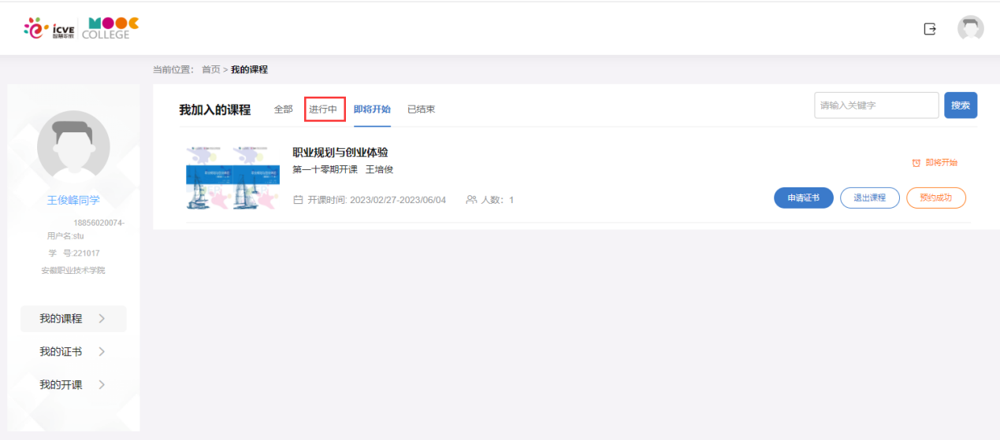 icve
智慧职教
MOOC
COLLEGE
当前位置： 首页 > 我的课程
我加入的课程 全部 进行中 即将开始 已结束
请输入关键字 搜索
职业规划与创业体验
第一十零期开课 王培俊
即将开始
开课时间: 2023/02/27-2023/06/04 人数：1
申请证书 退出课程 预约成功
王俊峰同学
18856020074-
用户名:stu
学 号:221017
安徽职业技术学院
我的课程
我的证书
我的开课